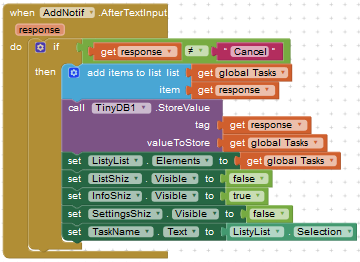 when AddNotif .AfterTextInput
response
do if get response ≠ " Cancel "
then add items to list list get global Tasks
item get response
call TinyDB1 .StoreValue
tag get response
valueToStore get global Tasks
set ListyList . Elements to get global Tasks
set ListShiz . Visible to false
set InfoShiz . Visible to true
set SettingsShiz . Visible to false
set TaskName . Text to ListyList . Selection